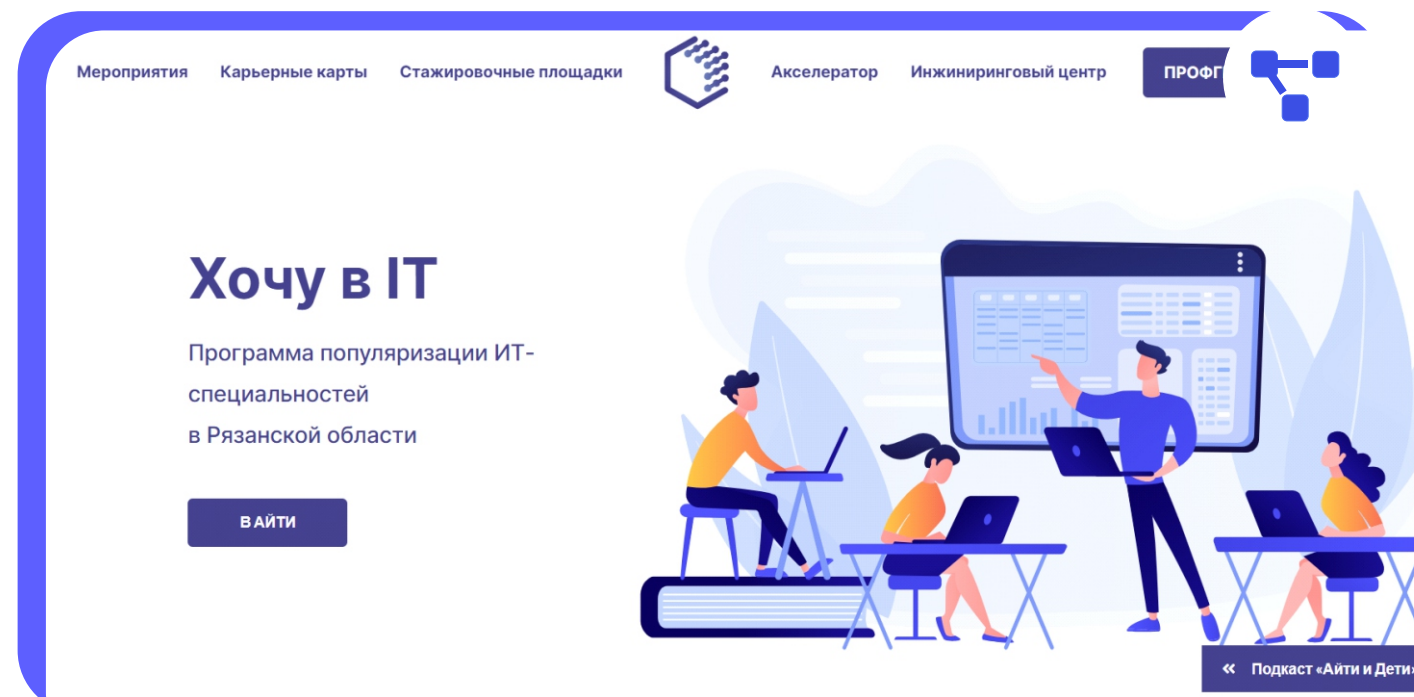 Мероприятия Карьерные карты Стажировочные площадки Акселератор Инжиниринговый центр
Хочу в IT
Программа популяризации ИТ-
специальностей
в Рязанской области
В АЙТИ
« Подкаст «Айти и Дети»